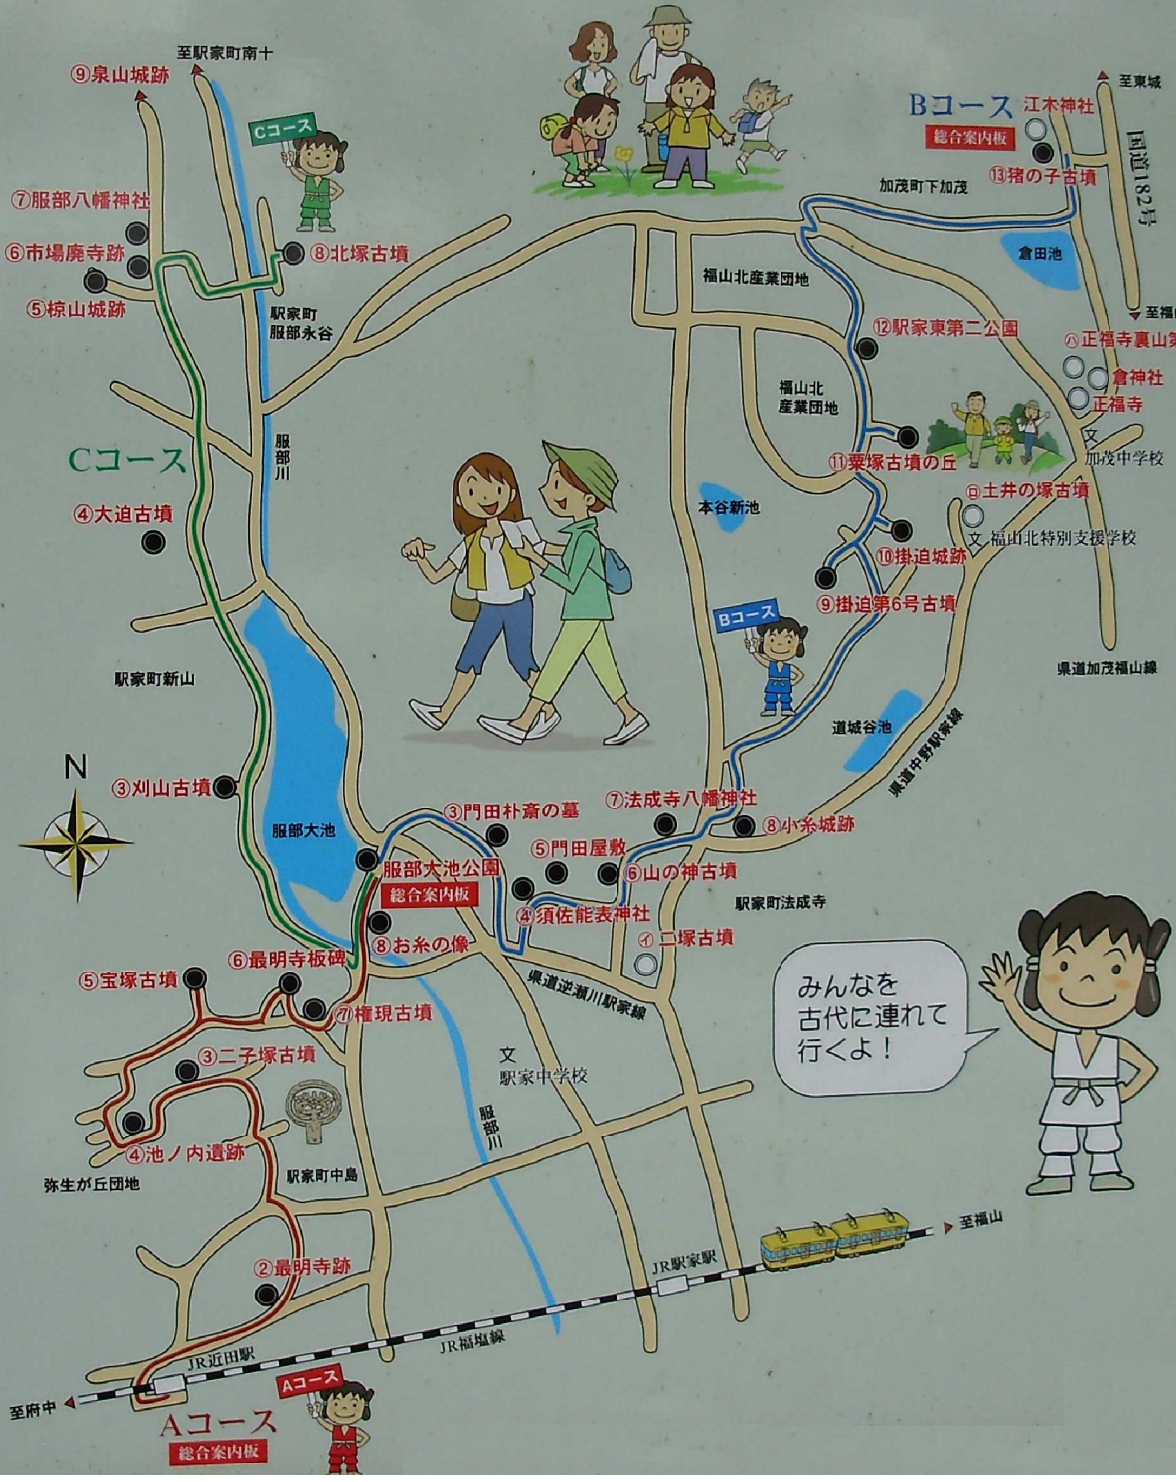 至駅家町南十
⑨泉山城跡
Cコース
Bコース
江木神社
総合案内板
至東城
国道182号
⑬猪の子古墳
加茂町下加茂
倉田池
⑦服部八幡神社
⑥市場廃寺跡
⑧北塚古墳
⑤椋山城跡
駅家町
服部永谷
福山北産業団地
⑫駅家東第二公園
至福山
㋩正福寺裏山第
倉神社
正福寺
福山北
産業団地
文
加茂中学校
Cコース
服部川
⑪粟塚古墳の丘
㋺土井の塚古墳
④大迫古墳
本谷新池
文 福山北特別支援学校
⑩掛迫城跡
⑨掛迫第6号古墳
Bコース
県道加茂福山線
駅家町新山
道城谷池
県道中野駅家線
N
③刈山古墳
服部大池
③門田朴斎の墓
⑦法成寺八幡神社
⑧小糸城跡
⑤門田屋敷
服部大池公園
総合案内板
⑥山の神古墳
④須佐能表神社
駅家町法成寺
⑧お糸の像
㋑二塚古墳
⑥最明寺板碑
⑤宝塚古墳
県道逆瀬川駅家線
⑦権現古墳
みんなを
古代に連れて
行くよ！
③二子塚古墳
文
駅家中学校
服部川
④池ノ内遺跡
弥生が丘団地
駅家町中島
至福山
②最明寺跡
JR駅家駅
JR福塩線
JR近田駅
Aコース
至府中
Aコース
総合案内板